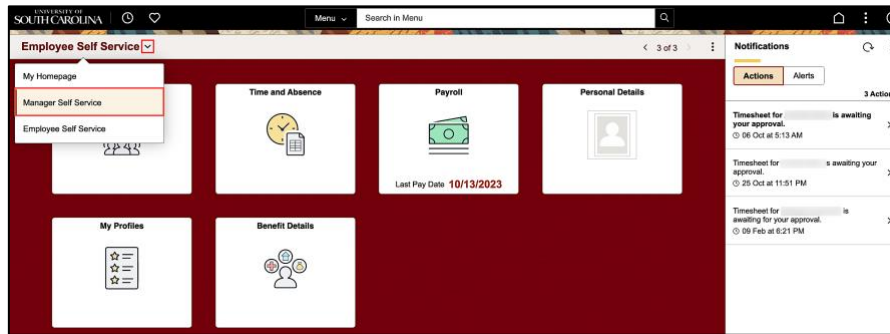 UNIVERSITY OF
SOUTH CAROLINA
Menu
Search in Menu
Employee Self Service
3 of 3
My Homepage
Manager Self Service
Employee Self Service
Time and Absence
Payroll
Last Pay Date 10/13/2023
Personal Details
My Profiles
Benefit Details
Notifications
Actions
Alerts
3 Action
Timesheet for is awaiting
your approval.
06 Oct at 5:13 AM
Timesheet for s awaiting your
approval.
25 Oct at 11:51 PM
Timesheet for is
awaiting for your approval.
09 Feb at 6:21 PM